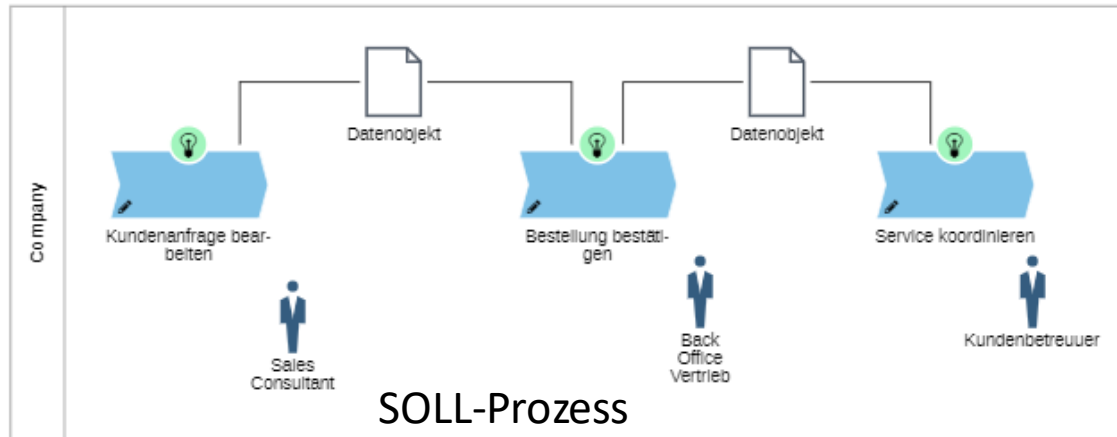 Company
Datenobjekt
Datenobjekt
Kundenanfrage bear-
beiten
Bestellung bestäti-
gen
Service koordinieren
Sales
Consultant
Back
Office
Vertrieb
Kundenbetreuuer
SOLL-Prozess